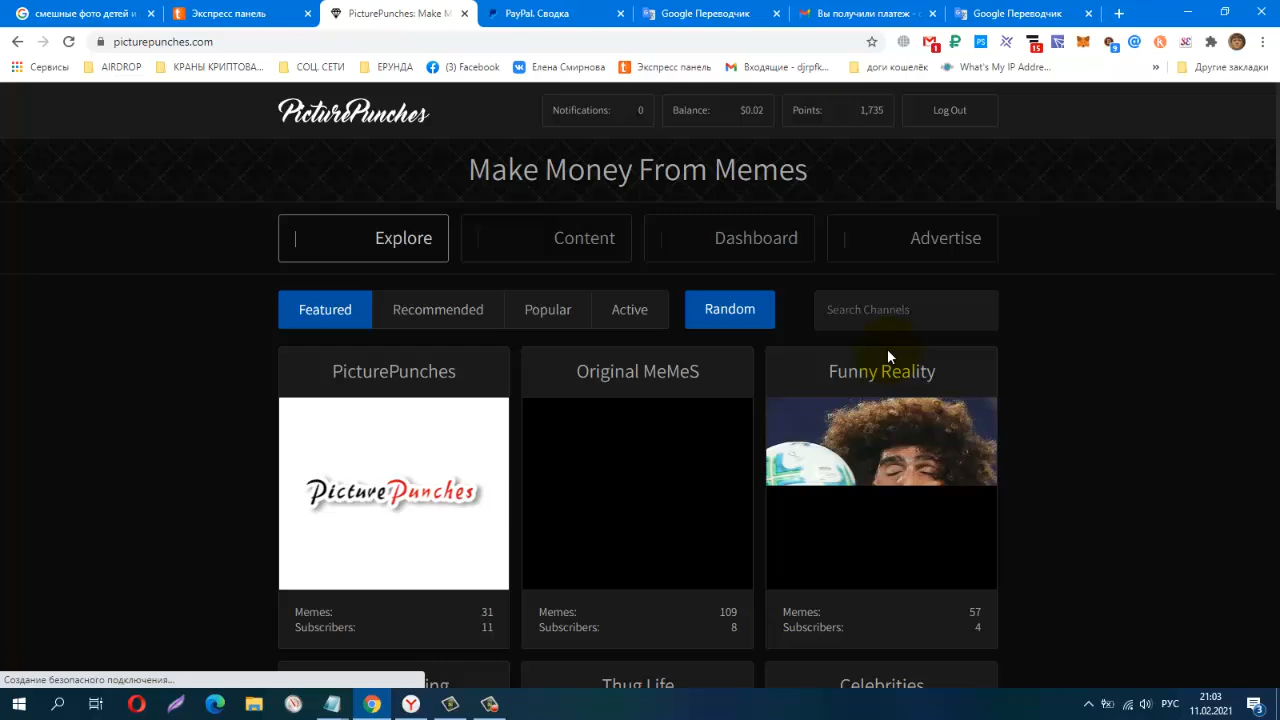 смешные фото детей и
Экспресс панель
PicturePunches: Make M
PayPal. Сводка
Google Переводчик
Вы получили платеж - d
Google Переводчик
picturepunches.com
1
15
9
Сервисы
AIRDROP
КРАНЫ КРИПТОВА...
СОЦ. СЕТИ
ЕРУНДА
(3) Facebook
Елена Смирнова
Экспресс панель
Входящие - djrpfk...
доги кошелёк
What's My IP Addre...
»
Другие закладки
PicturePunches
Notifications: 0
Balance: $0.02
Points: 1,735
Log Out
Make Money From Memes
Explore
Content
Dashboard
Advertise
Featured
Recommended
Popular
Active
Random
Search Channels
PicturePunches
Original MeMeS
Funny Reality
PicturePunches
Memes: 31
Subscribers: 11
Memes: 109
Subscribers: 8
Memes: 57
Subscribers: 4
Thug Life
Celebrities
Создание безопасного подключения...
РУС
21:03
11.02.2021
3